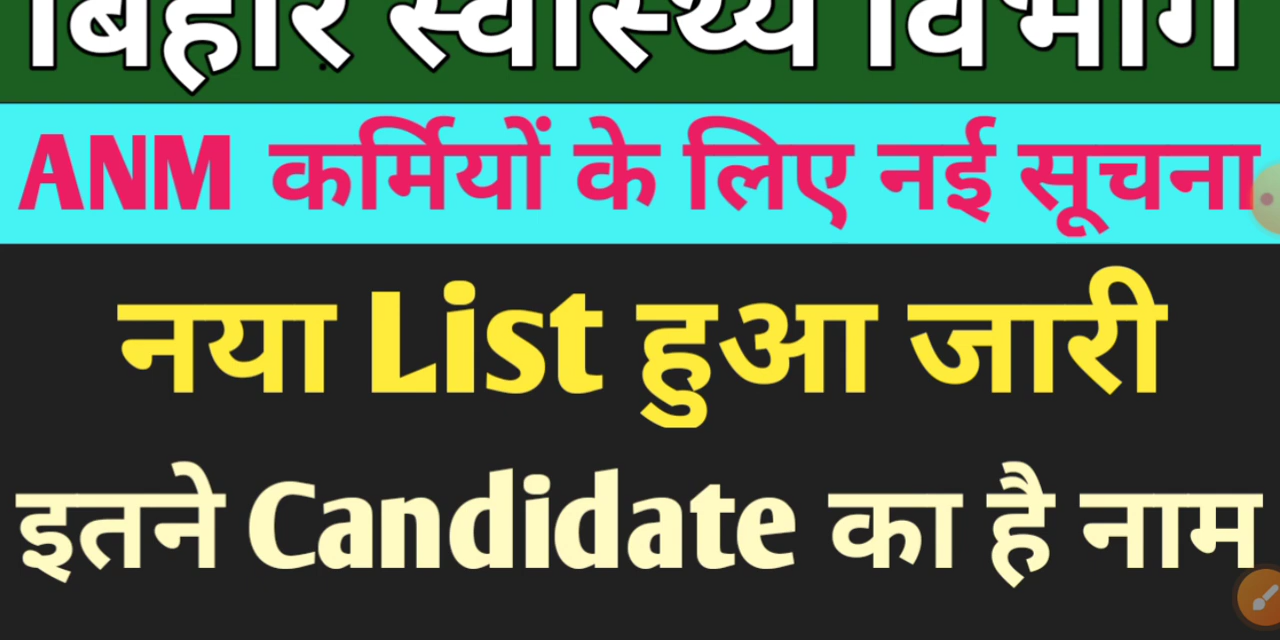 बिहार स्वास्थ्य विभाग
ANM कर्मियों के लिए नई सूचना
नया List हुआ जारी
इतने Candidate का है नाम